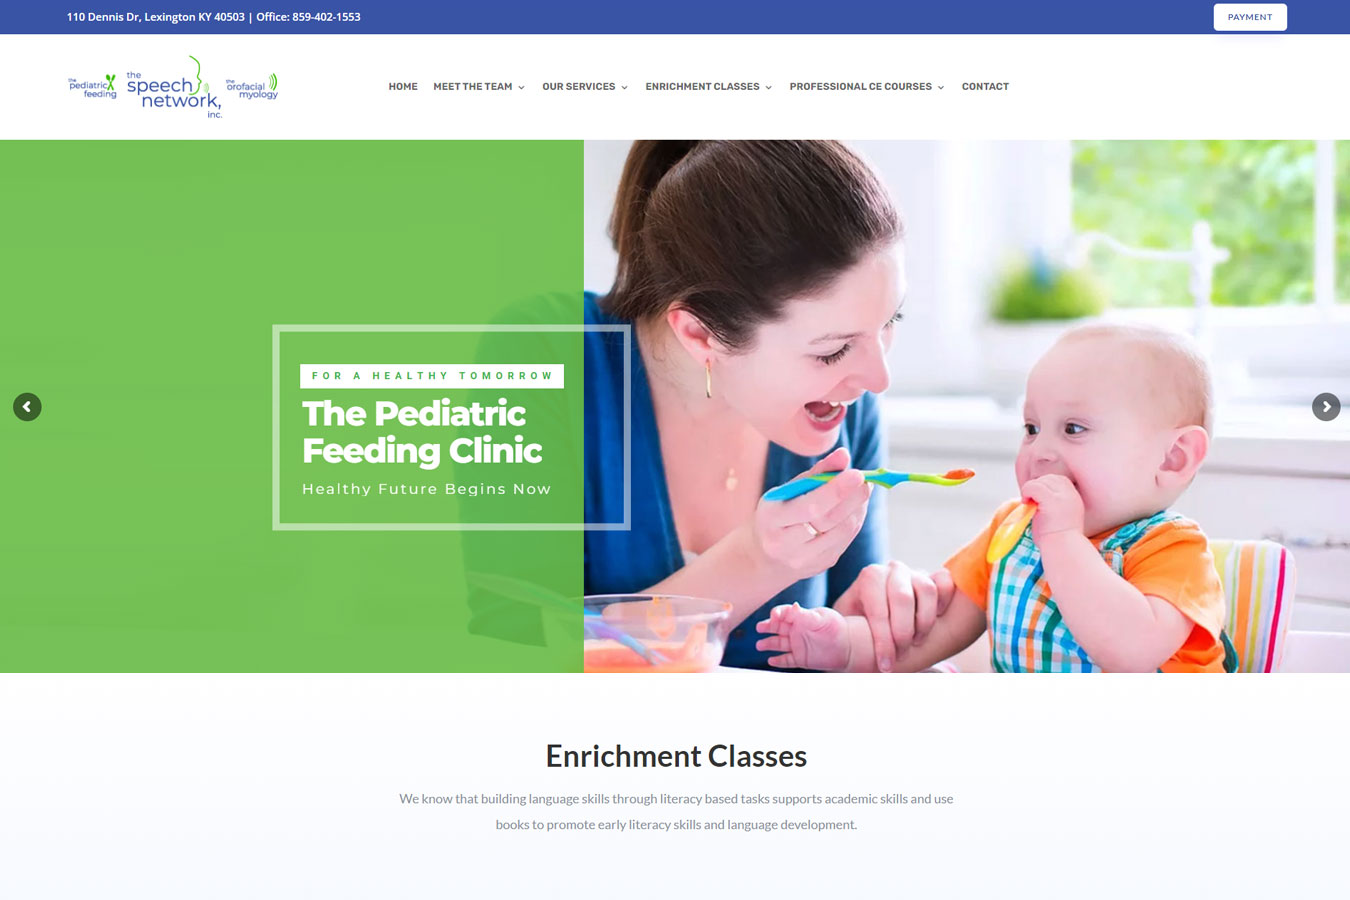 110 Dennis Dr, Lexington KY 40503 | Office: 859-402-1553
PAYMENT
the pediatric feeding
the speech network, inc.
the orofacial myology
HOME MEET THE TEAM OUR SERVICES ENRICHMENT CLASSES PROFESSIONAL CE COURSES CONTACT
FOR A HEALTHY TOMORROW
The Pediatric
Feeding Clinic
Healthy Future Begins Now
Enrichment Classes
We know that building language skills through literacy based tasks supports academic skills and use
books to promote early literacy skills and language development.